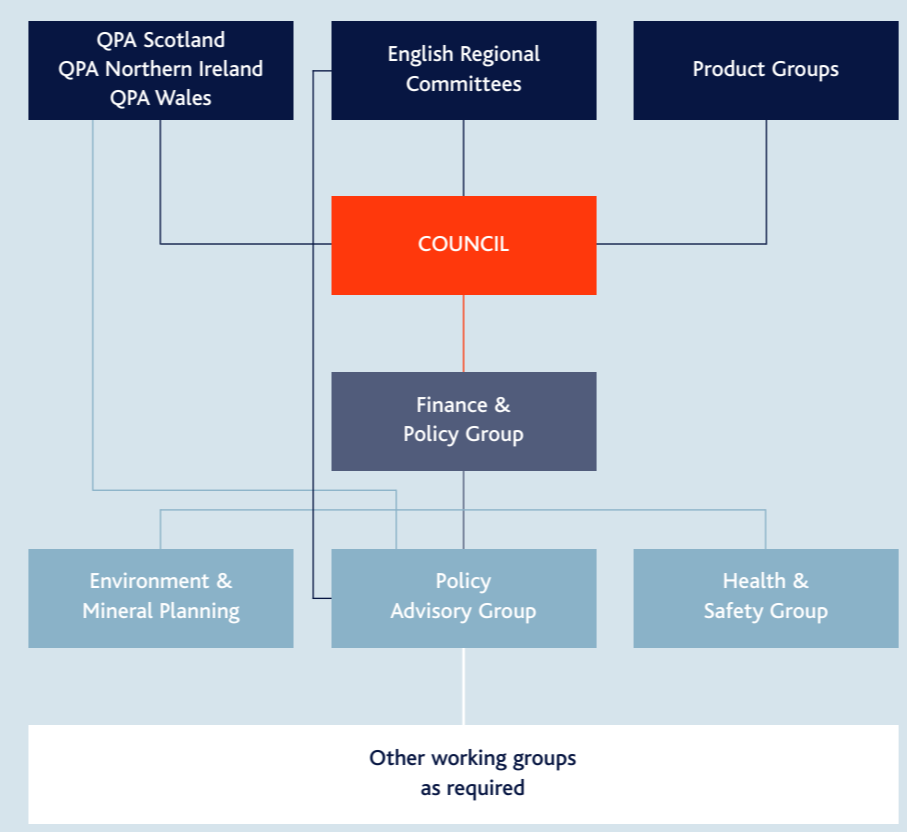 QPA Scotland
QPA Northern Ireland
QPA Wales
English Regional
Committees
Product Groups
COUNCIL
Finance &
Policy Group
Environment &
Mineral Planning
Policy
Advisory Group
Health &
Safety Group
Other working groups
as required